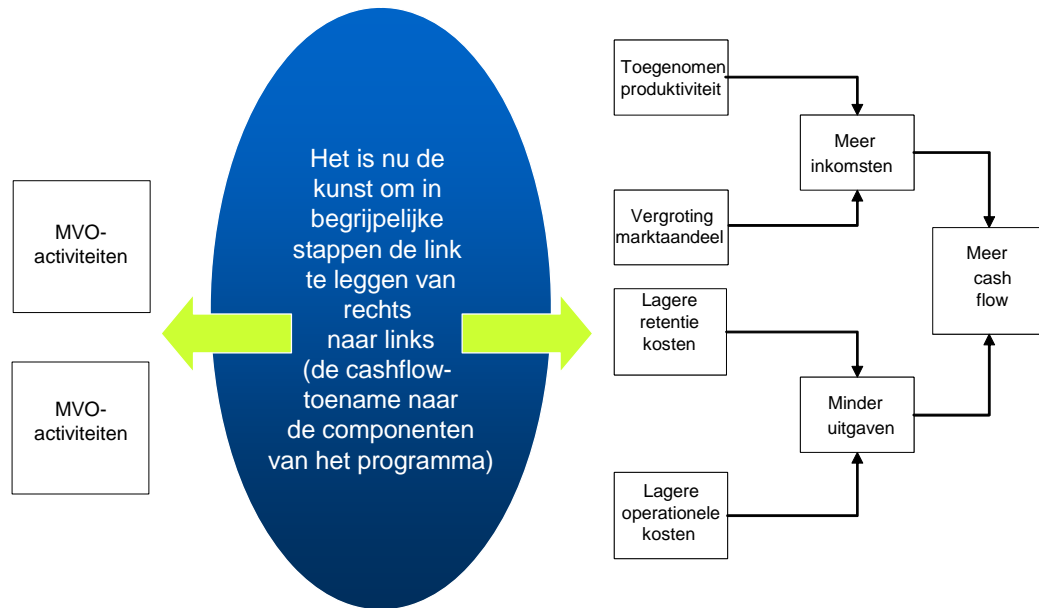 MVO-
activiteiten
MVO-
activiteiten
Het is nu de
kunst om in
begrijpelijke
stappen de link
te leggen van
rechts
naar links
(de cashflow-
toename naar
de componenten
van het programma)
Toegenomen
produktiviteit
Vergroting
marktaandeel
Lagere
retentie
kosten
Lagere
operationele
kosten
Meer
inkomsten
Minder
uitgaven
Meer
cash
flow